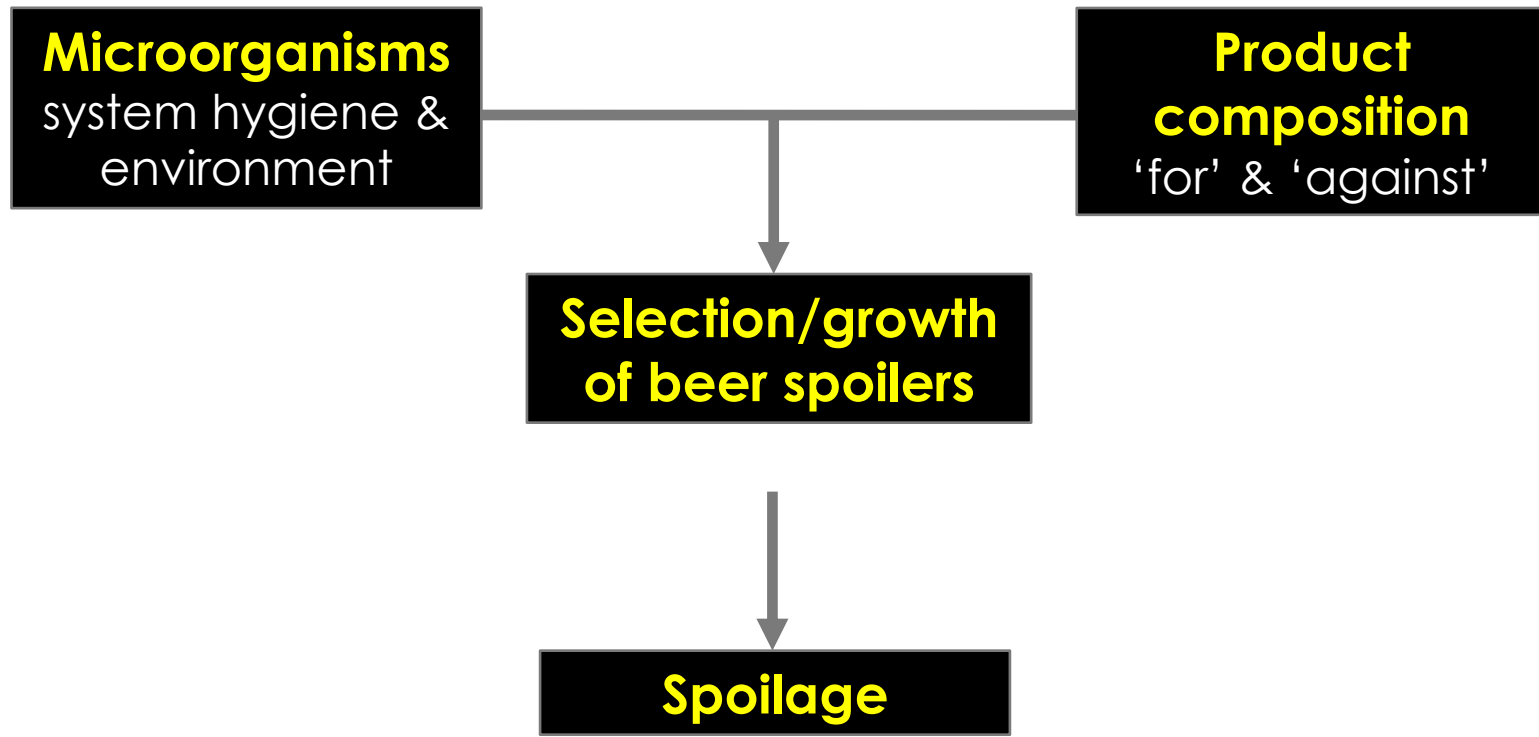 Microorganisms
system hygiene &
environment
Product
composition
‘for’ & ‘against’
Selection/growth
of beer spoilers
Spoilage